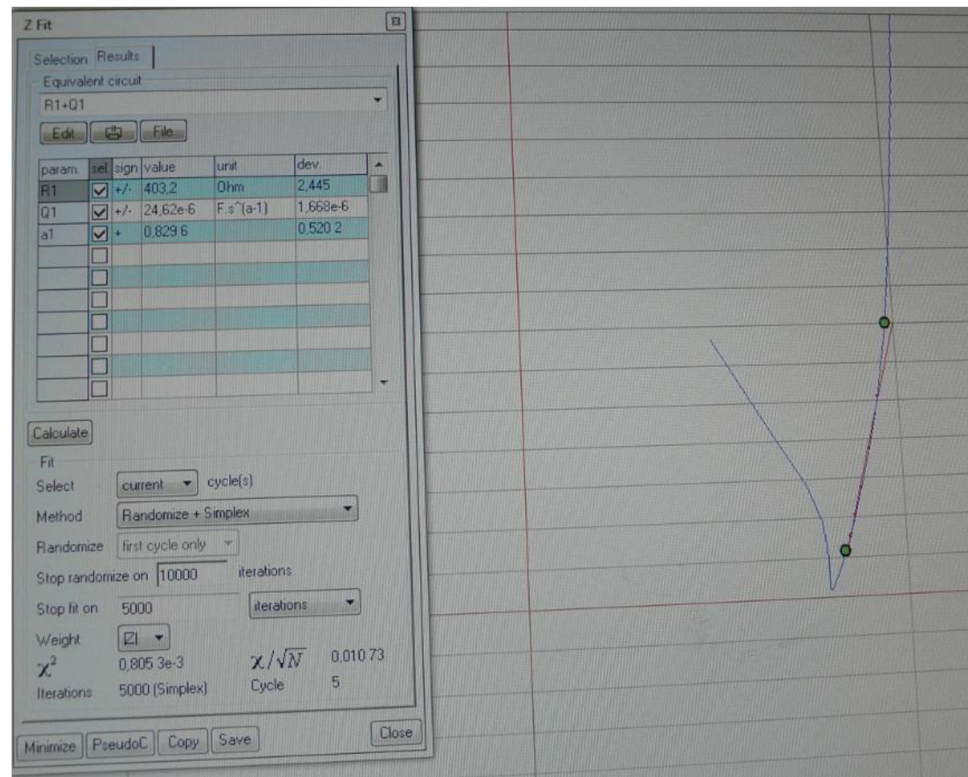 Z Fit
Selection Results
Equivalent circuit
R1+Q1
Edit File
param. sel sign value unit dev.
R1 +/- 403,2 Ohm 2,445
Q1 +/- 24,62e-6 F.s^(a-1) 1,668e-6
a1 + 0,829 6 0,520 2
Calculate
Fit
Select current cycle(s)
Method Randomize + Simplex
Randomize first cycle only
Stop randomize on 10000 iterations
Stop fit on 5000 iterations
Weight |Z|
χ² 0,805 3e-3 χ/√N 0,010 73
Iterations 5000 (Simplex) Cycle 5
Minimize PseudoC Copy Save Close